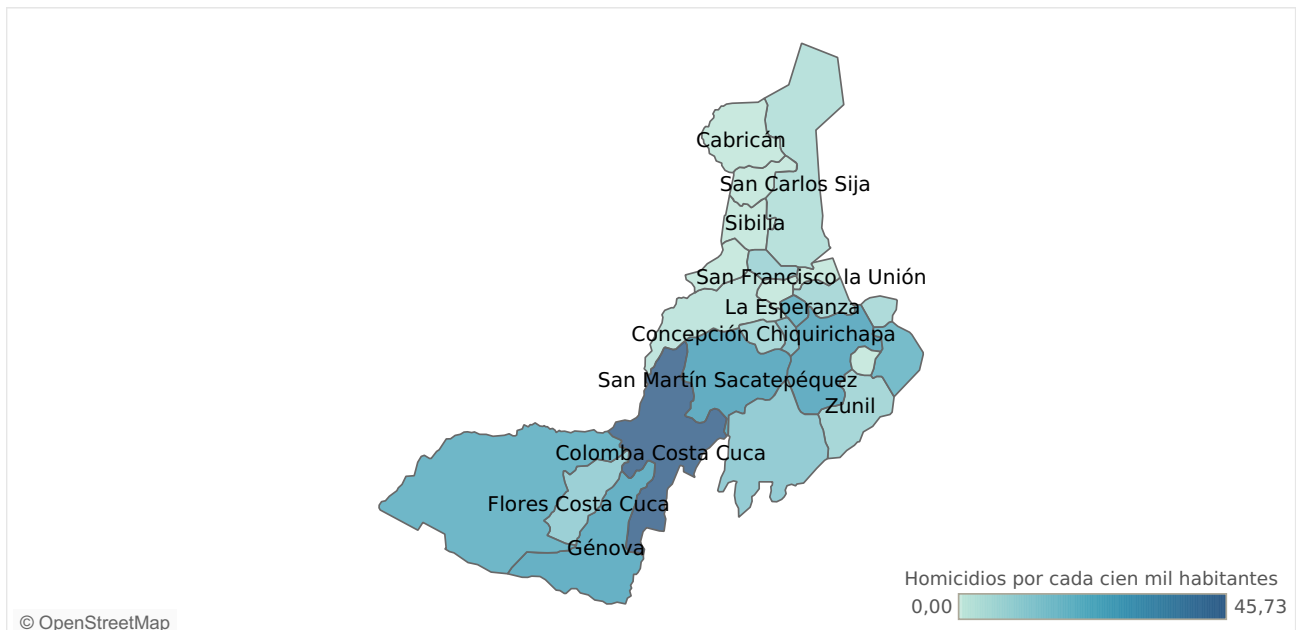 Cabricán
San Carlos Sija
Sibilia
San Francisco la Unión
La Esperanza
Concepción Chiquirichapa
San Martín Sacatepéquez
Zunil
Colomba Costa Cuca
Flores Costa Cuca
Génova
Homicidios por cada cien mil habitantes
0,00 45,73
© OpenStreetMap